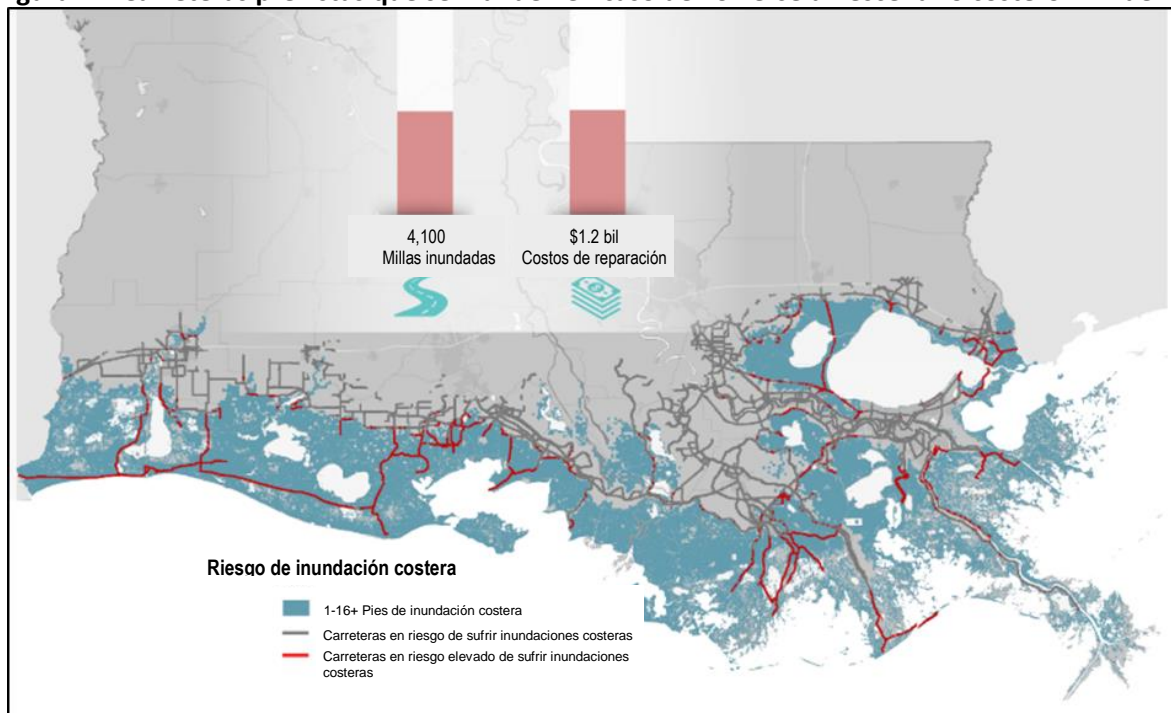 4,100
Millas inundadas
$1.2 bil
Costos de reparación
Riesgo de inundación costera
1-16+ Pies de inundación costera
Carreteras en riesgo de sufrir inundaciones costeras
Carreteras en riesgo elevado de sufrir inundaciones
costeras